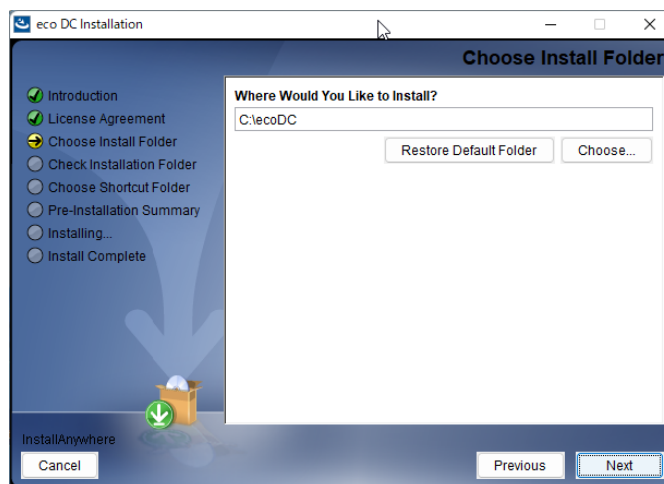 eco DC Installation
Choose Install Folder
Introduction
License Agreement
Choose Install Folder
Check Installation Folder
Choose Shortcut Folder
Pre-Installation Summary
Installing...
Install Complete
Where Would You Like to Install?
C:\ecoDC
Restore Default Folder
Choose...
InstallAnywhere
Cancel
Previous
Next